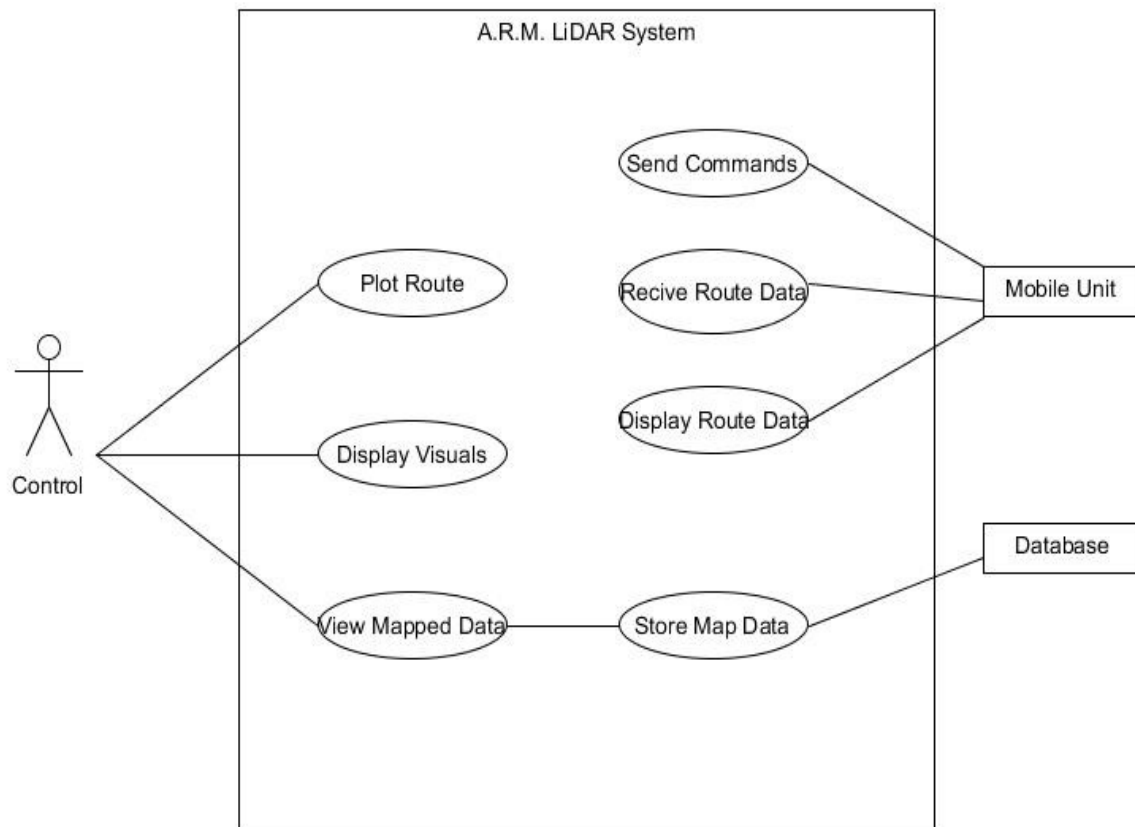 A.R.M. LiDAR System
Send Commands
Plot Route
Recive Route Data
Mobile Unit
Display Route Data
Display Visuals
Control
Database
View Mapped Data
Store Map Data